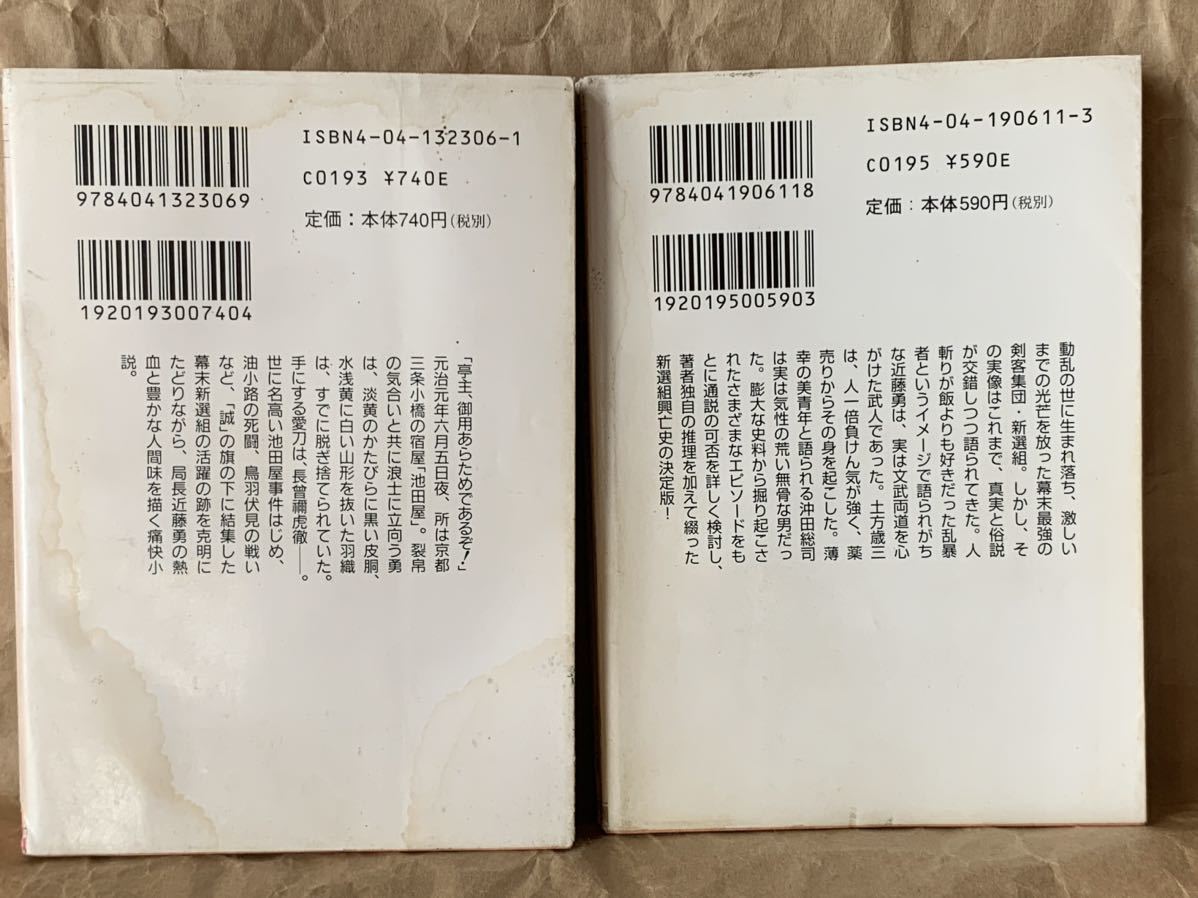 ISBN4-04-132306-1
C0193 ¥740E
定価：本体740円（税別）
9784041323069
1920193007404
「亭主、御用あらためであるぞ！」
元治元年六月五日夜、所は京都
三条小橋の宿屋「池田屋」。裂帛
の気合いと共に浪士に立向う勇
は、淡黄のかたびらに黒い皮胴、
水浅黄に白い山形を抜いた羽織
は、すでに脱ぎ捨てられていた。
手にする愛刀は、長曾禰虎徹——。
世に名高い池田屋事件はじめ、
油小路の死闘、鳥羽伏見の戦い
など、「誠」の旗の下に結集した
幕末新選組の活躍の跡を克明に
たどりながら、局長近藤勇の熱
血と豊かな人間味を描く痛快小
説。
ISBN4-04-190611-3
C0195 ¥590E
定価：本体590円（税別）
9784041906118
1920195005903
動乱の世に生まれ落ち、激しい
までの光芒を放った幕末最強の
剣客集団・新選組。しかし、そ
の実像はこれまで、真実と俗説
が交錯しつつ語られてきた。人
斬りが飯よりも好きだった乱暴
者というイメージで語られがち
な近藤勇は、実は文武両道を心
がけた武人であった。土方歳三
は、人一倍負けん気が強く、薬
売りからその身を起こした。薄
幸の美青年と語られる沖田総司
は実は気性の荒い無骨な男だっ
た。膨大な史料から掘り起こさ
れたさまざまなエピソードをも
とに通説の可否を詳しく検討し、
著者独自の推理を加えて綴った
新選組興亡史の決定版！